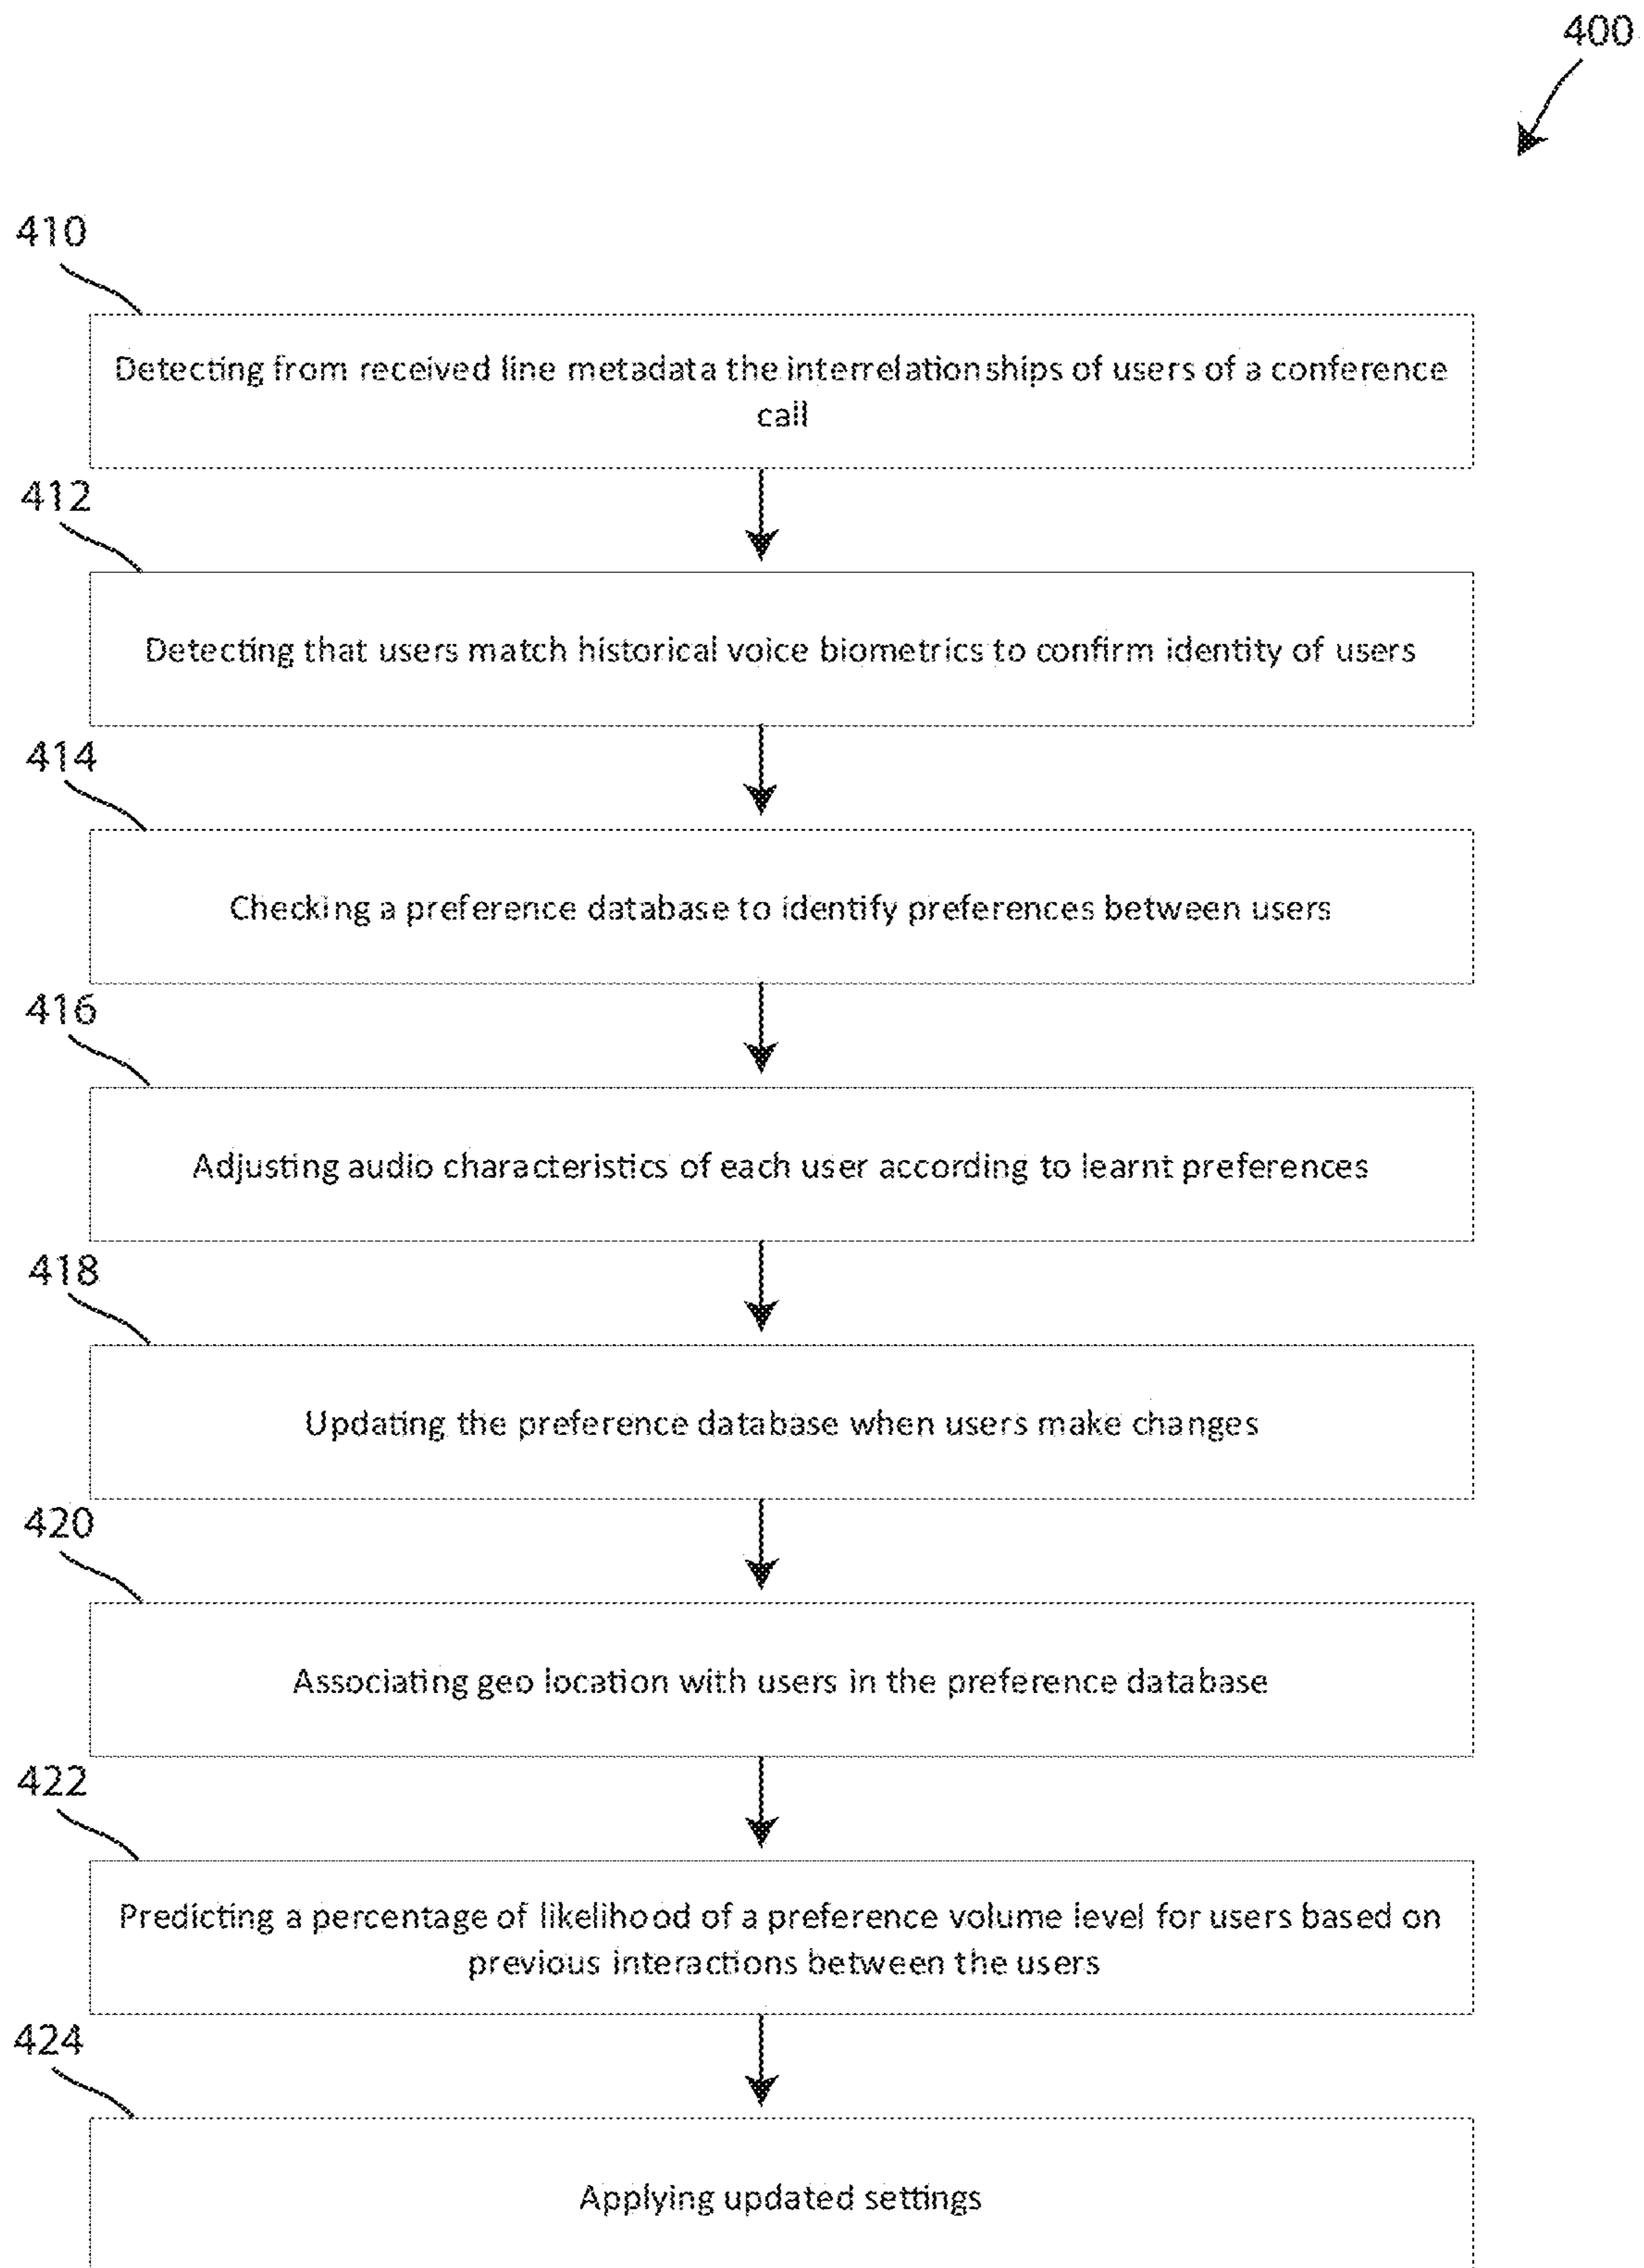 400
410
Detecting from received line metadata the interrelationships of users of a conference
call
412
Detecting that users match historical voice biometrics to confirm identity of users
414
Checking a preference database to identify preferences between users
416
Adjusting audio characteristics of each user according to learnt preferences
418
Updating the preference database when users make changes
420
Associating geo location with users in the preference database
422
Predicting a percentage of likelihood of a preference volume level for users based on
previous interactions between the users
424
Applying updated settings